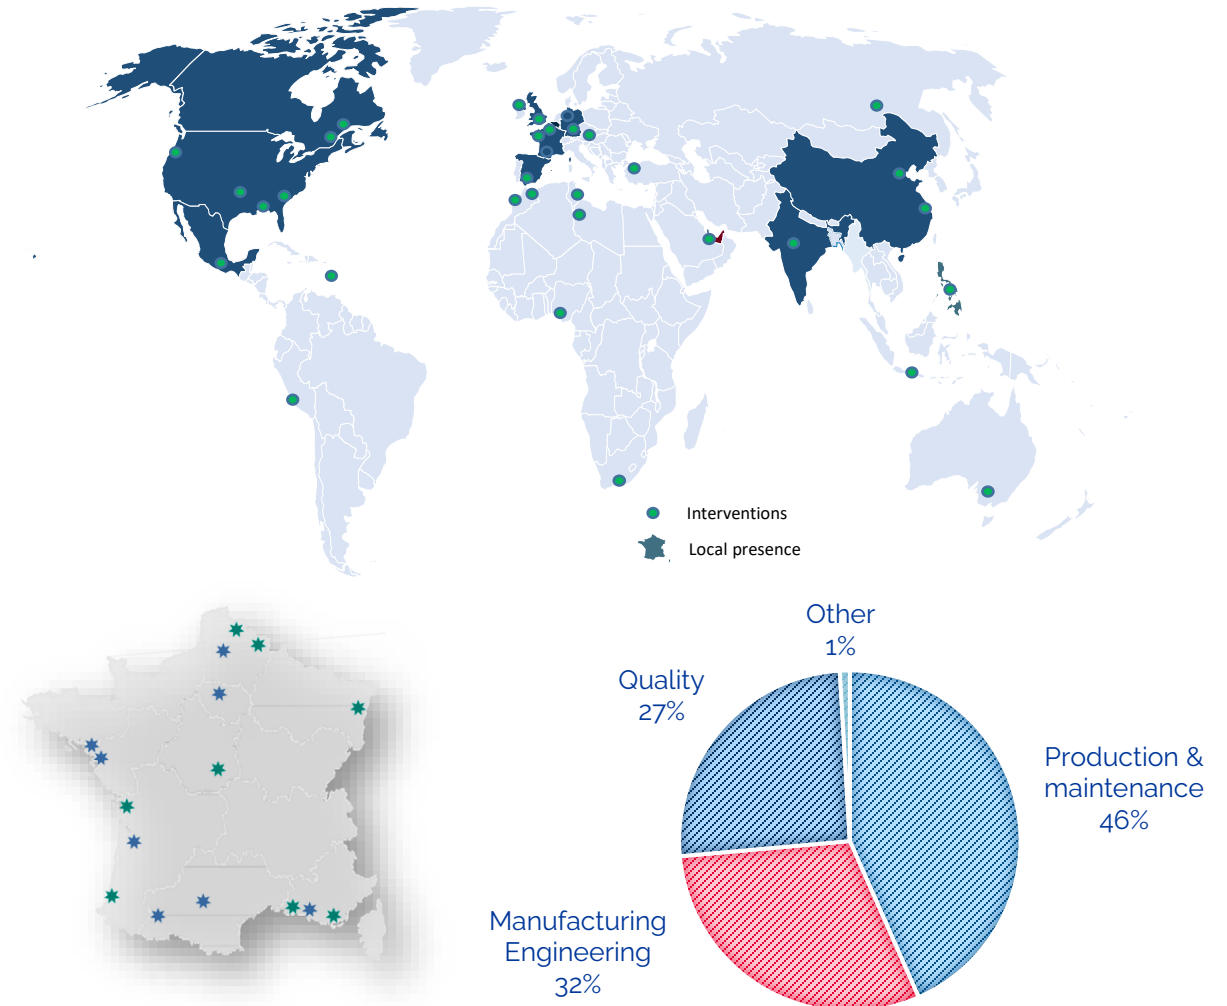 Interventions
Local presence
Other
1%
Quality
27%
Production &
maintenance
46%
Manufacturing
Engineering
32%